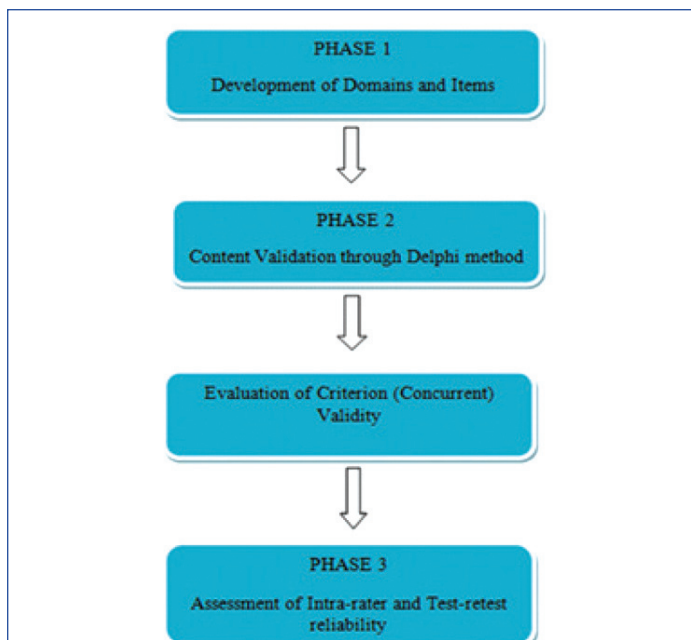 PHASE 1
Development of Domains and Items
PHASE 2
Content Validation through Delphi method
Evaluation of Criterion (Concurrent)
Validity
PHASE 3
Assessment of Intra-rater and Test-retest
reliability